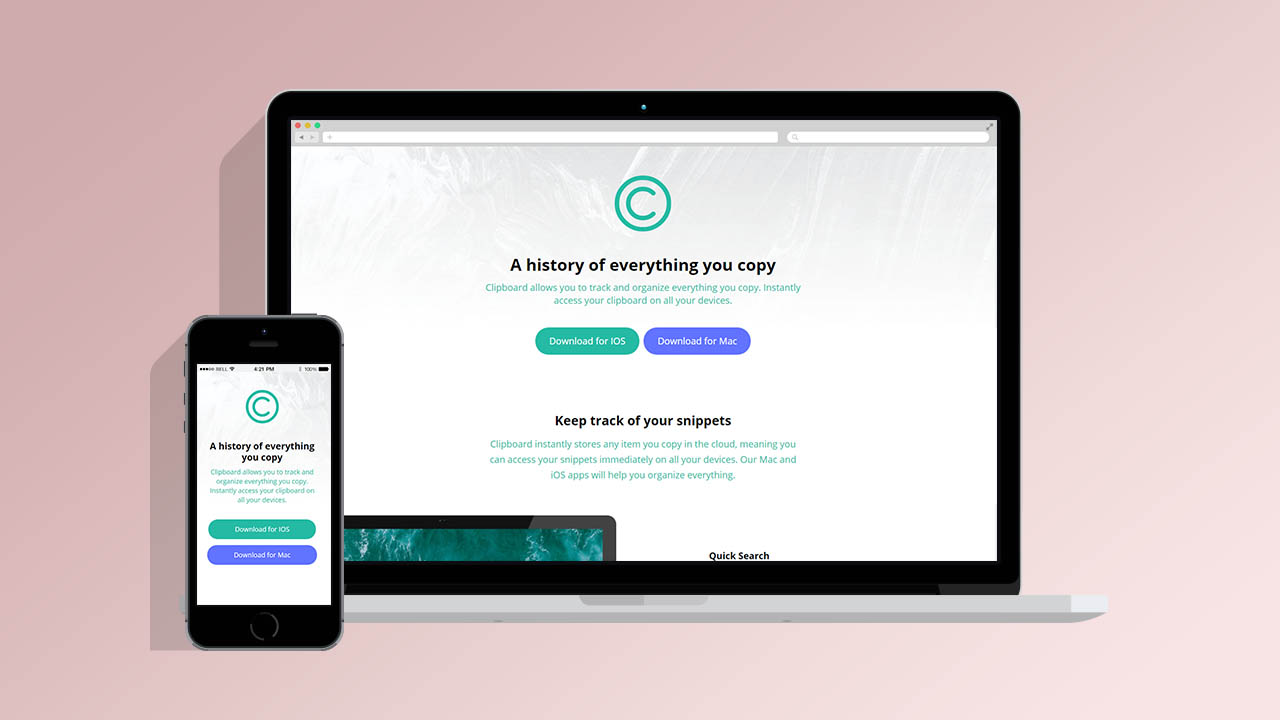 ©
A history of everything you copy
Clipboard allows you to track and organize everything you copy. Instantly
access your clipboard on all your devices.
Download for IOS
Download for Mac
Keep track of your snippets
Clipboard instantly stores any item you copy in the cloud, meaning you
can access your snippets immediately on all your devices. Our Mac and
iOS apps will help you organize everything.
Quick Search
BELL 4:21 PM 100%
©
A history of everything
you copy
Clipboard allows you to track and
organize everything you copy.
Instantly access your clipboard on
all your devices.
Download for IOS
Download for Mac